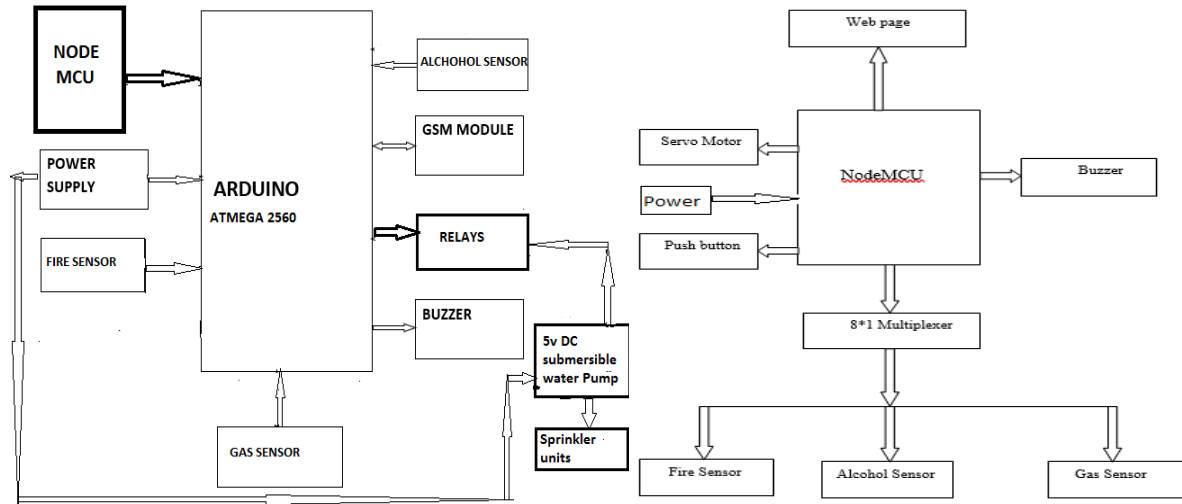 NODE
MCU
POWER
SUPPLY
FIRE SENSOR
ARDUINO
ATMEGA 2560
ALCHOHOL SENSOR
GSM MODULE
RELAYS
BUZZER
5v DC
submersible
water Pump
Sprinkler
units
GAS SENSOR
Web page
Servo Motor
Power
Push button
NodeMCU
Buzzer
8*1 Multiplexer
Fire Sensor
Alcohol Sensor
Gas Sensor